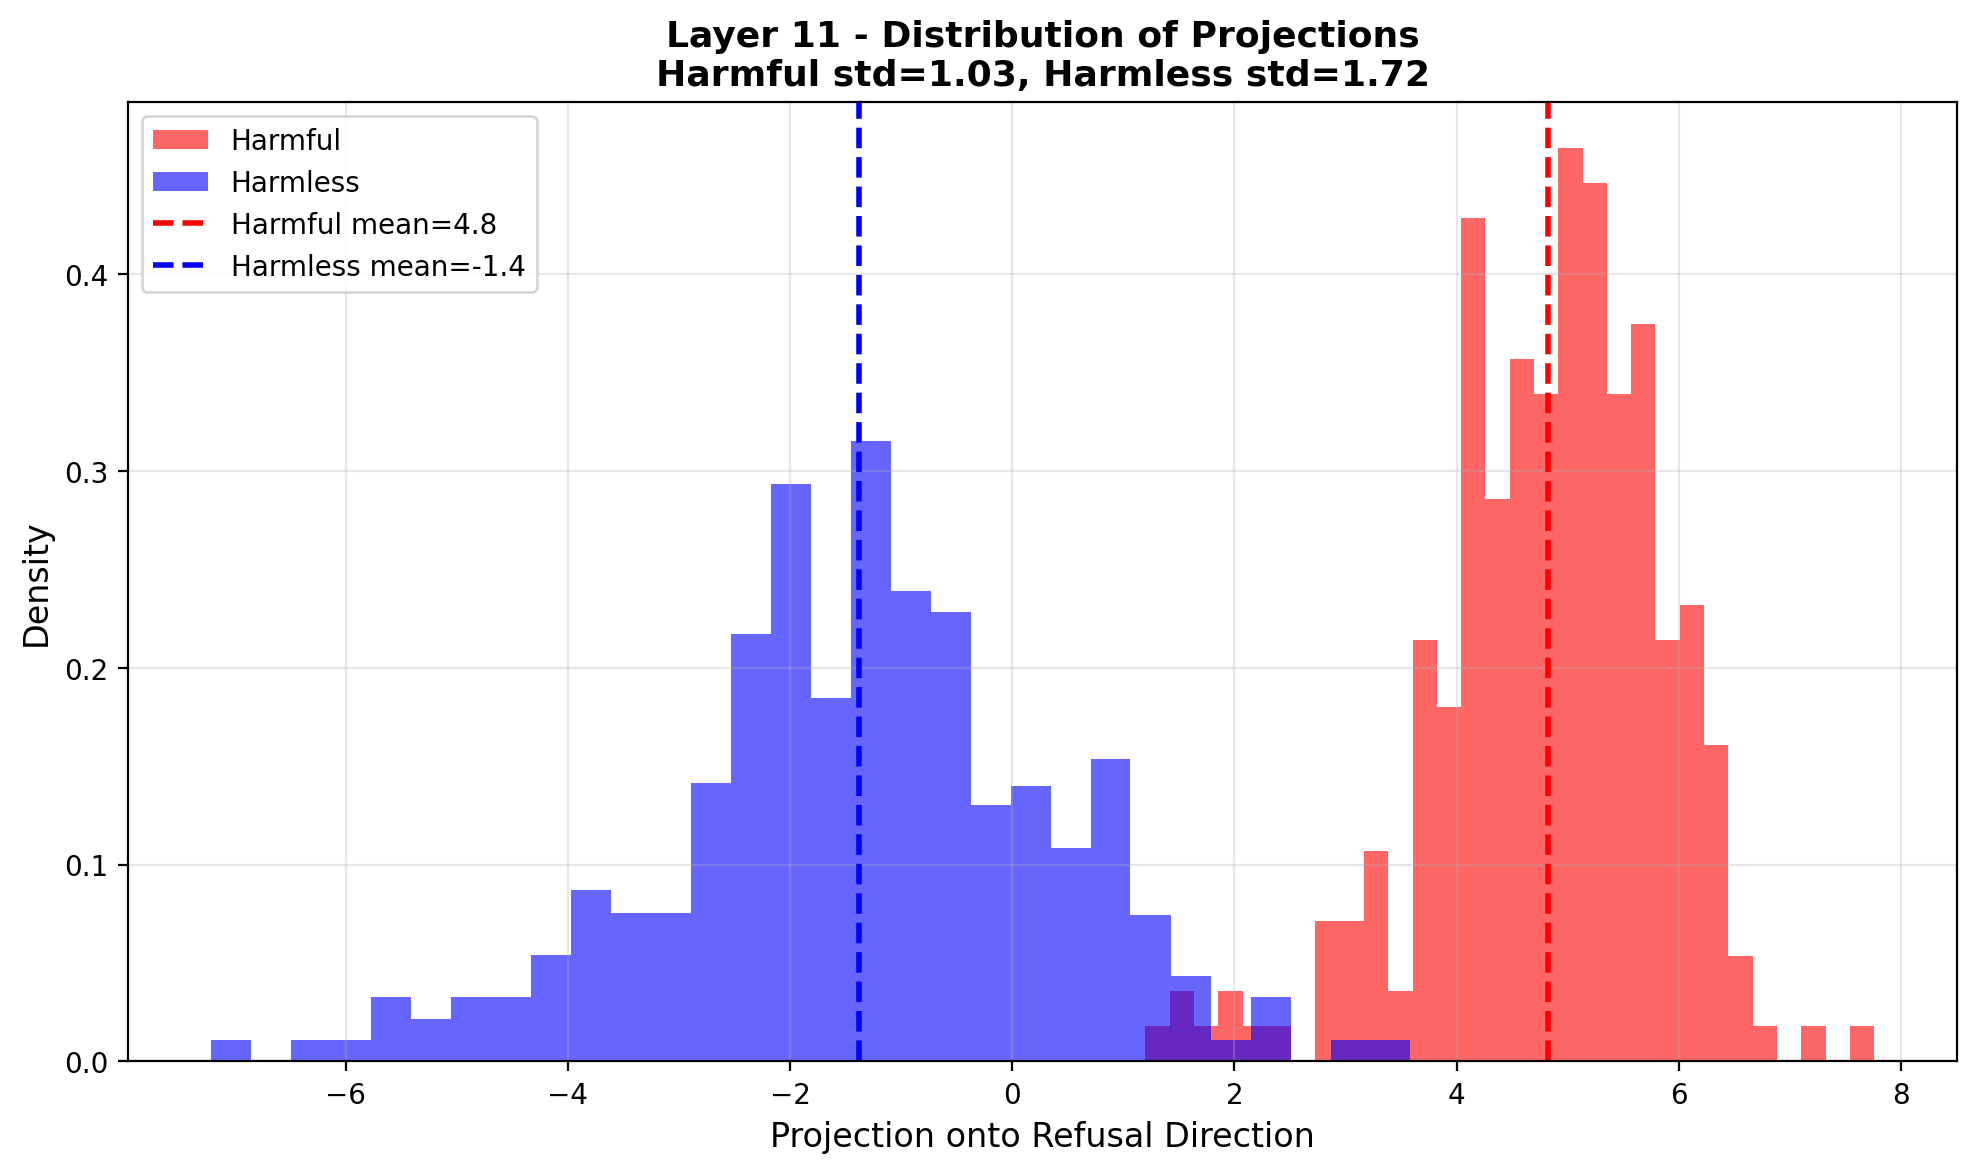 Layer 11 - Distribution of Projections
Harmful std=1.03, Harmless std=1.72
Harmful
Harmless
Harmful mean=4.8
Harmless mean=-1.4
Density
0.4
0.3
0.2
0.1
0.0
−6
−4
−2
0
2
4
6
8
Projection onto Refusal Direction